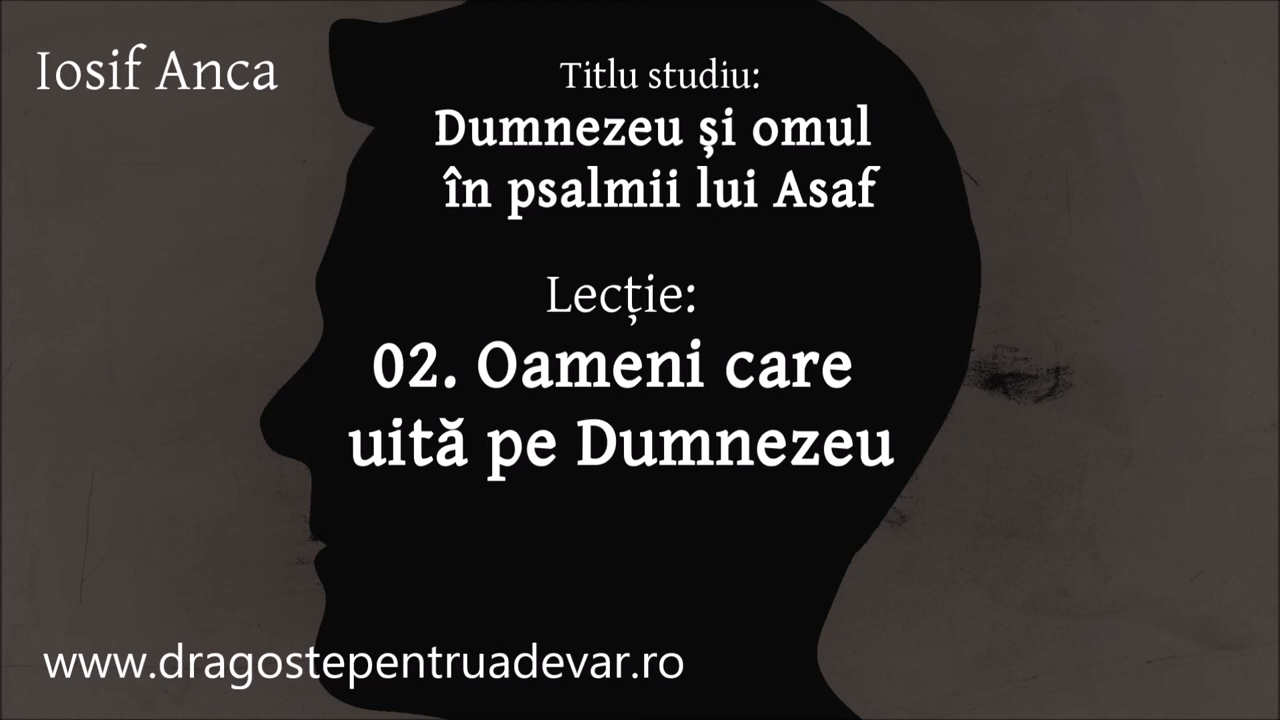 Iosif Anca
Titlu studiu:
Dumnezeu și omul
în psalmii lui Asaf
Lecție:
02. Oameni care
uită pe Dumnezeu
www.dragostepentruadevar.ro